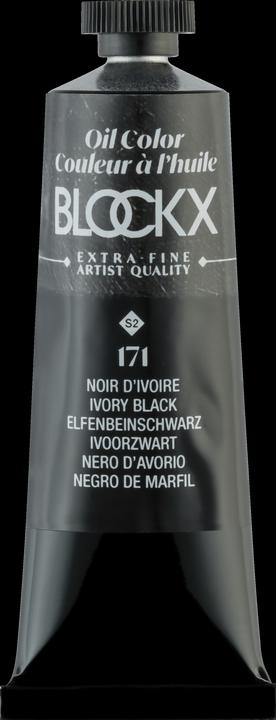 Oil Color
Couleur à l'huile
BLOCKX
EXTRA-FINE
ARTIST QUALITY
S2
171
NOIR D'IVOIRE
IVORY BLACK
ELFENBEINSCHWARZ
IVOORZWART
NERO D'AVORIO
NEGRO DE MARFIL